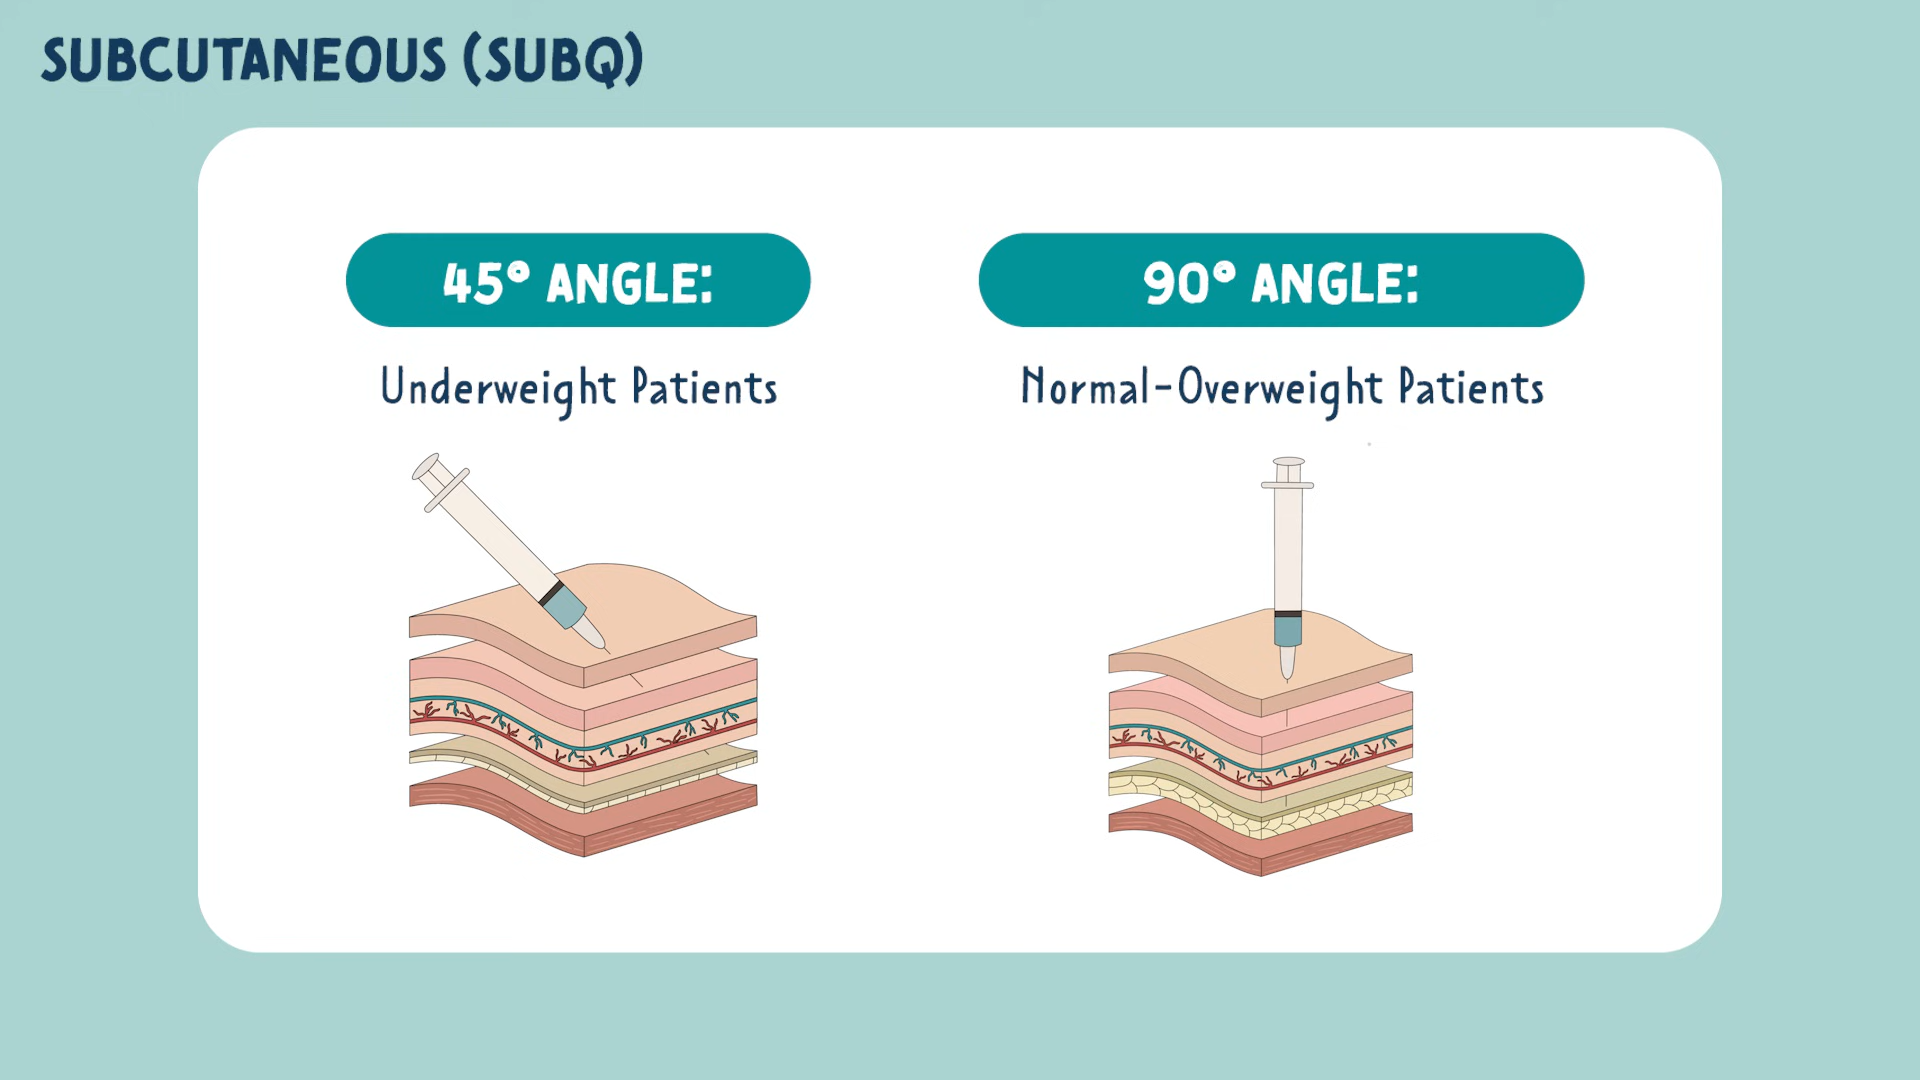 SUBCUTANEOUS (SUBQ)
45° ANGLE:
Underweight Patients
90° ANGLE:
Normal-Overweight Patients